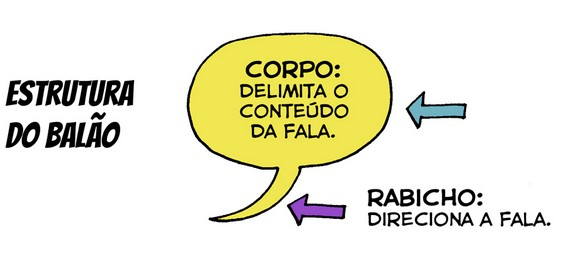 ESTRUTURA
DO BALÃO
CORPO:
DELIMITA O
CONTEÚDO
DA FALA.
RABICHO:
DIRECIONA A FALA.